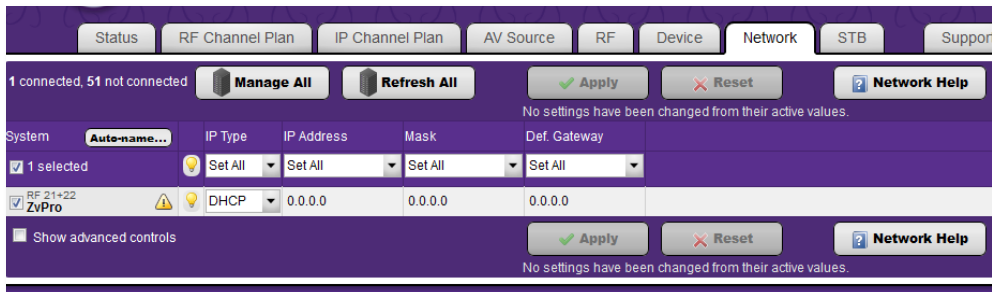 Status RF Channel Plan IP Channel Plan AV Source RF Device Network STB Suppor
1 connected, 51 not connected Manage All Refresh All Apply Reset Network Help
No settings have been changed from their active values.
System Auto-name... IP Type IP Address Mask Def. Gateway
1 selected Set All Set All Set All Set All
RF 21+22
ZvPro DHCP 0.0.0.0 0.0.0.0 0.0.0.0
Show advanced controls Apply Reset Network Help
No settings have been changed from their active values.